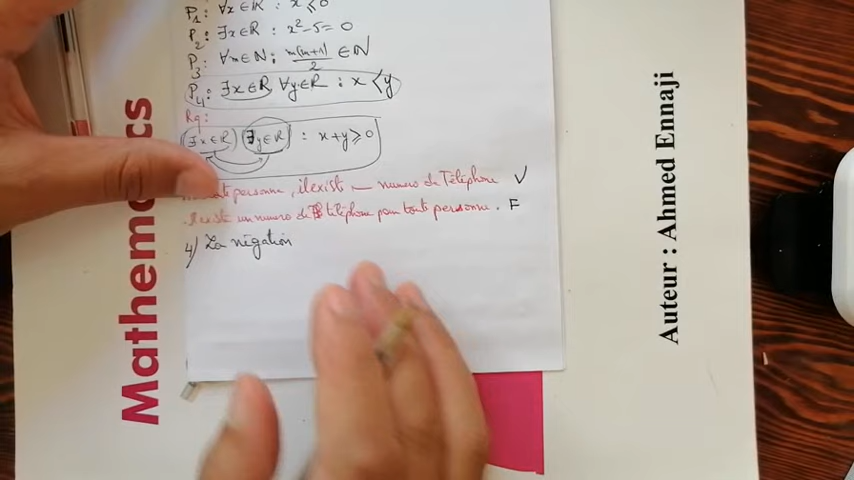 P1: ∀x∈ℝ : x ≤ 0
P2: ∃x∈ℝ : x²-5=0
P3: ∀n∈ℕ: n(n+1)/2 ∈ ℕ
P4: ∃x∈ℝ ∀y∈ℝ : x < y
Rq:
(∃x∈ℝ) (∃y∈ℝ) : x+y ≥ 0
personne, il exist — numero de Téléphone V
Il existe un numero de téléphone pour toute personne. F
4) La négation
Mathematics
Auteur : Ahmed Ennaji